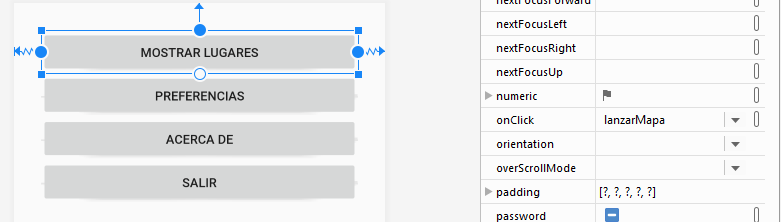 MOSTRAR LUGARES
PREFERENCIAS
ACERCA DE
SALIR
nextFocusForward
nextFocusLeft
nextFocusRight
nextFocusUp
numeric
onClick lanzarMapa
orientation
overScrollMode
padding [?, ?, ?, ?, ?]
password